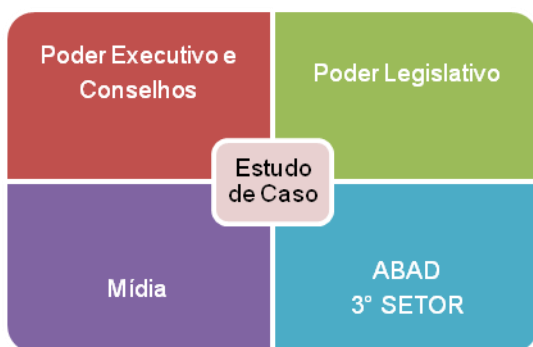 Poder Executivo e
Conselhos
Poder Legislativo
Estudo
de Caso
Mídia
ABAD
3° SETOR